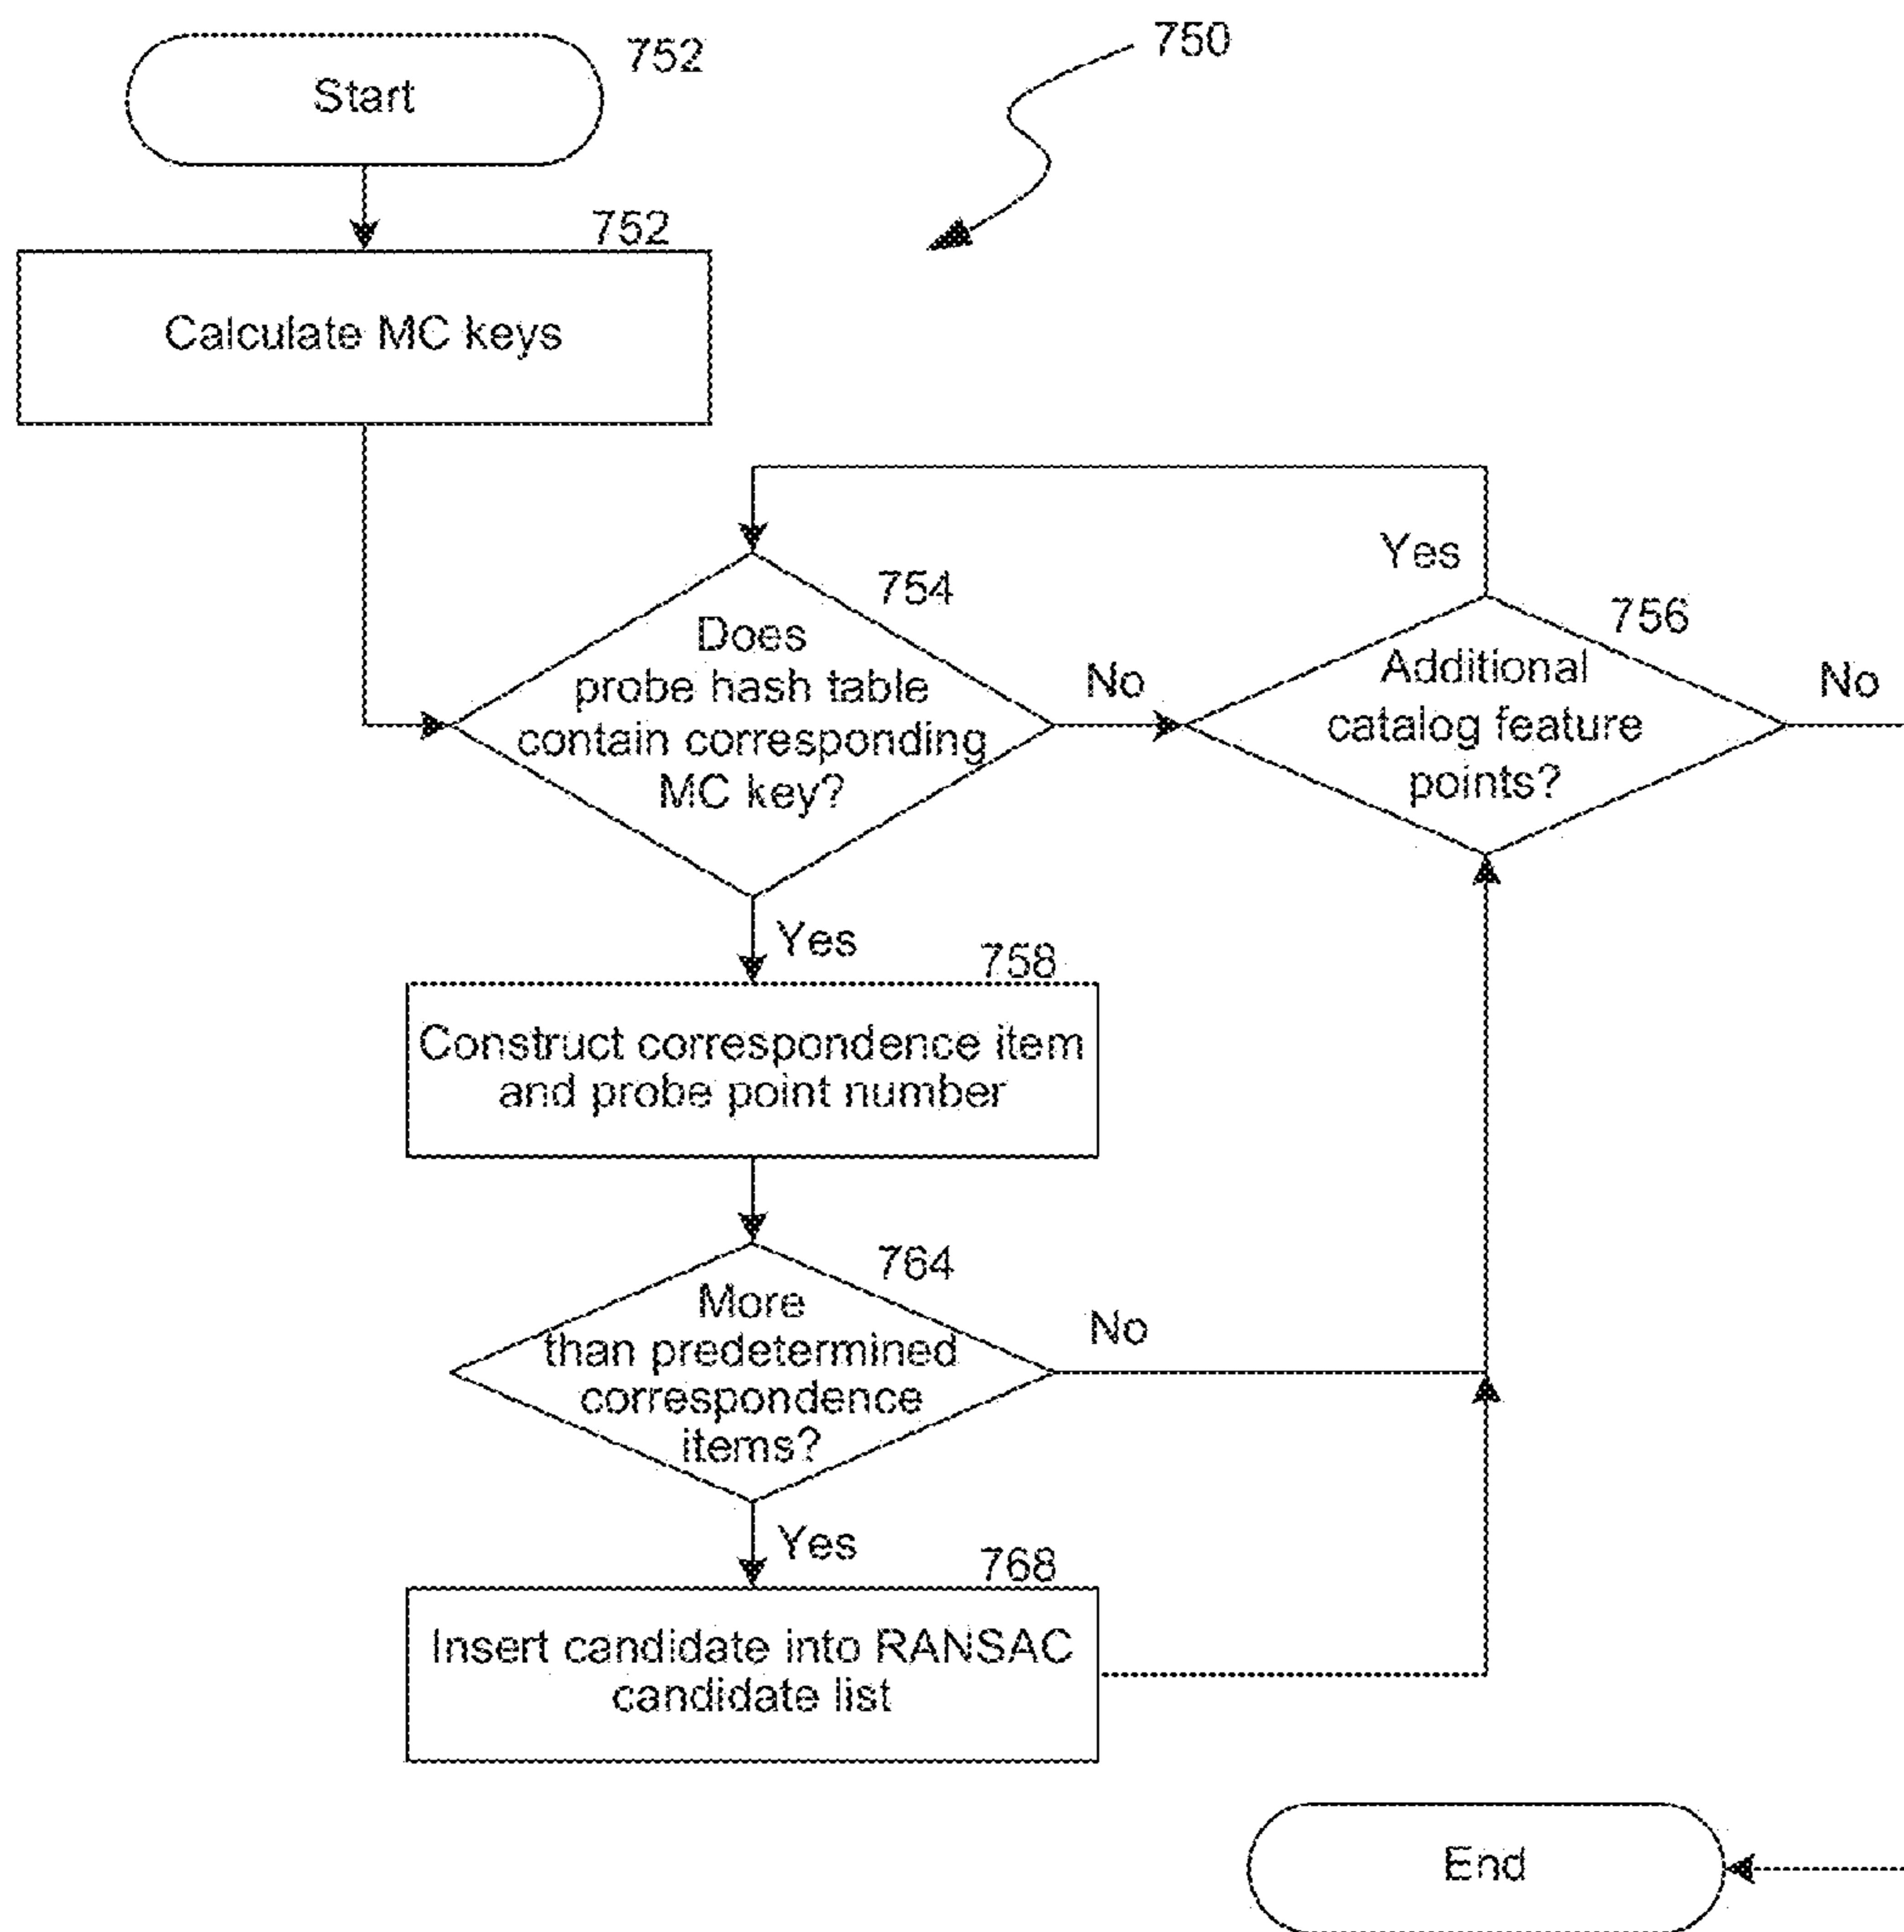 750
752
Start
752
Calculate MC keys
Yes
754
Does
probe hash table
contain corresponding
MC key?
No
756
Additional
catalog feature
points?
No
Yes
758
Construct correspondence item
and probe point number
764
More
than predetermined
correspondence
items?
No
Yes
768
Insert candidate into RANSAC
candidate list
End